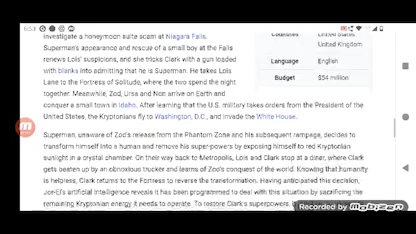 5:53
investigate a honeymoon suite scam at Niagara Falls.
Superman's appearance and rescue of a small boy at the Falls
renews Lois' suspicions, and she tricks Clark with a gun loaded
with blanks into admitting that he is Superman. He takes Lois
Lane to the Fortress of Solitude, where the two spend the night
together. Meanwhile, Zod, Ursa and Non arrive on Earth and
conquer a small town in Idaho. After learning that the U.S. military takes orders from the President of the
United States, the Kryptonians fly to Washington, D.C., and invade the White House.
Countries United States
United Kingdom
Language English
Budget $54 million
Superman, unaware of Zod's release from the Phantom Zone and his subsequent rampage, decides to
transform himself into a human and remove his super-powers by exposing himself to red Kryptonian
sunlight in a crystal chamber. On their way back to Metropolis, Lois and Clark stop at a diner, where Clark
gets beaten up by an obnoxious trucker and learns of Zod's conquest of the world. Knowing that humanity
is helpless, Clark returns to the Fortress to reverse the transformation. Having anticipated this decision,
Jor-El's artificial intelligence reveals it has been programmed to deal with this situation by sacrificing the
remaining Kryptonian energy it needs to operate. To restore Clark's superpowers,
Recorded by
MOBIZEN